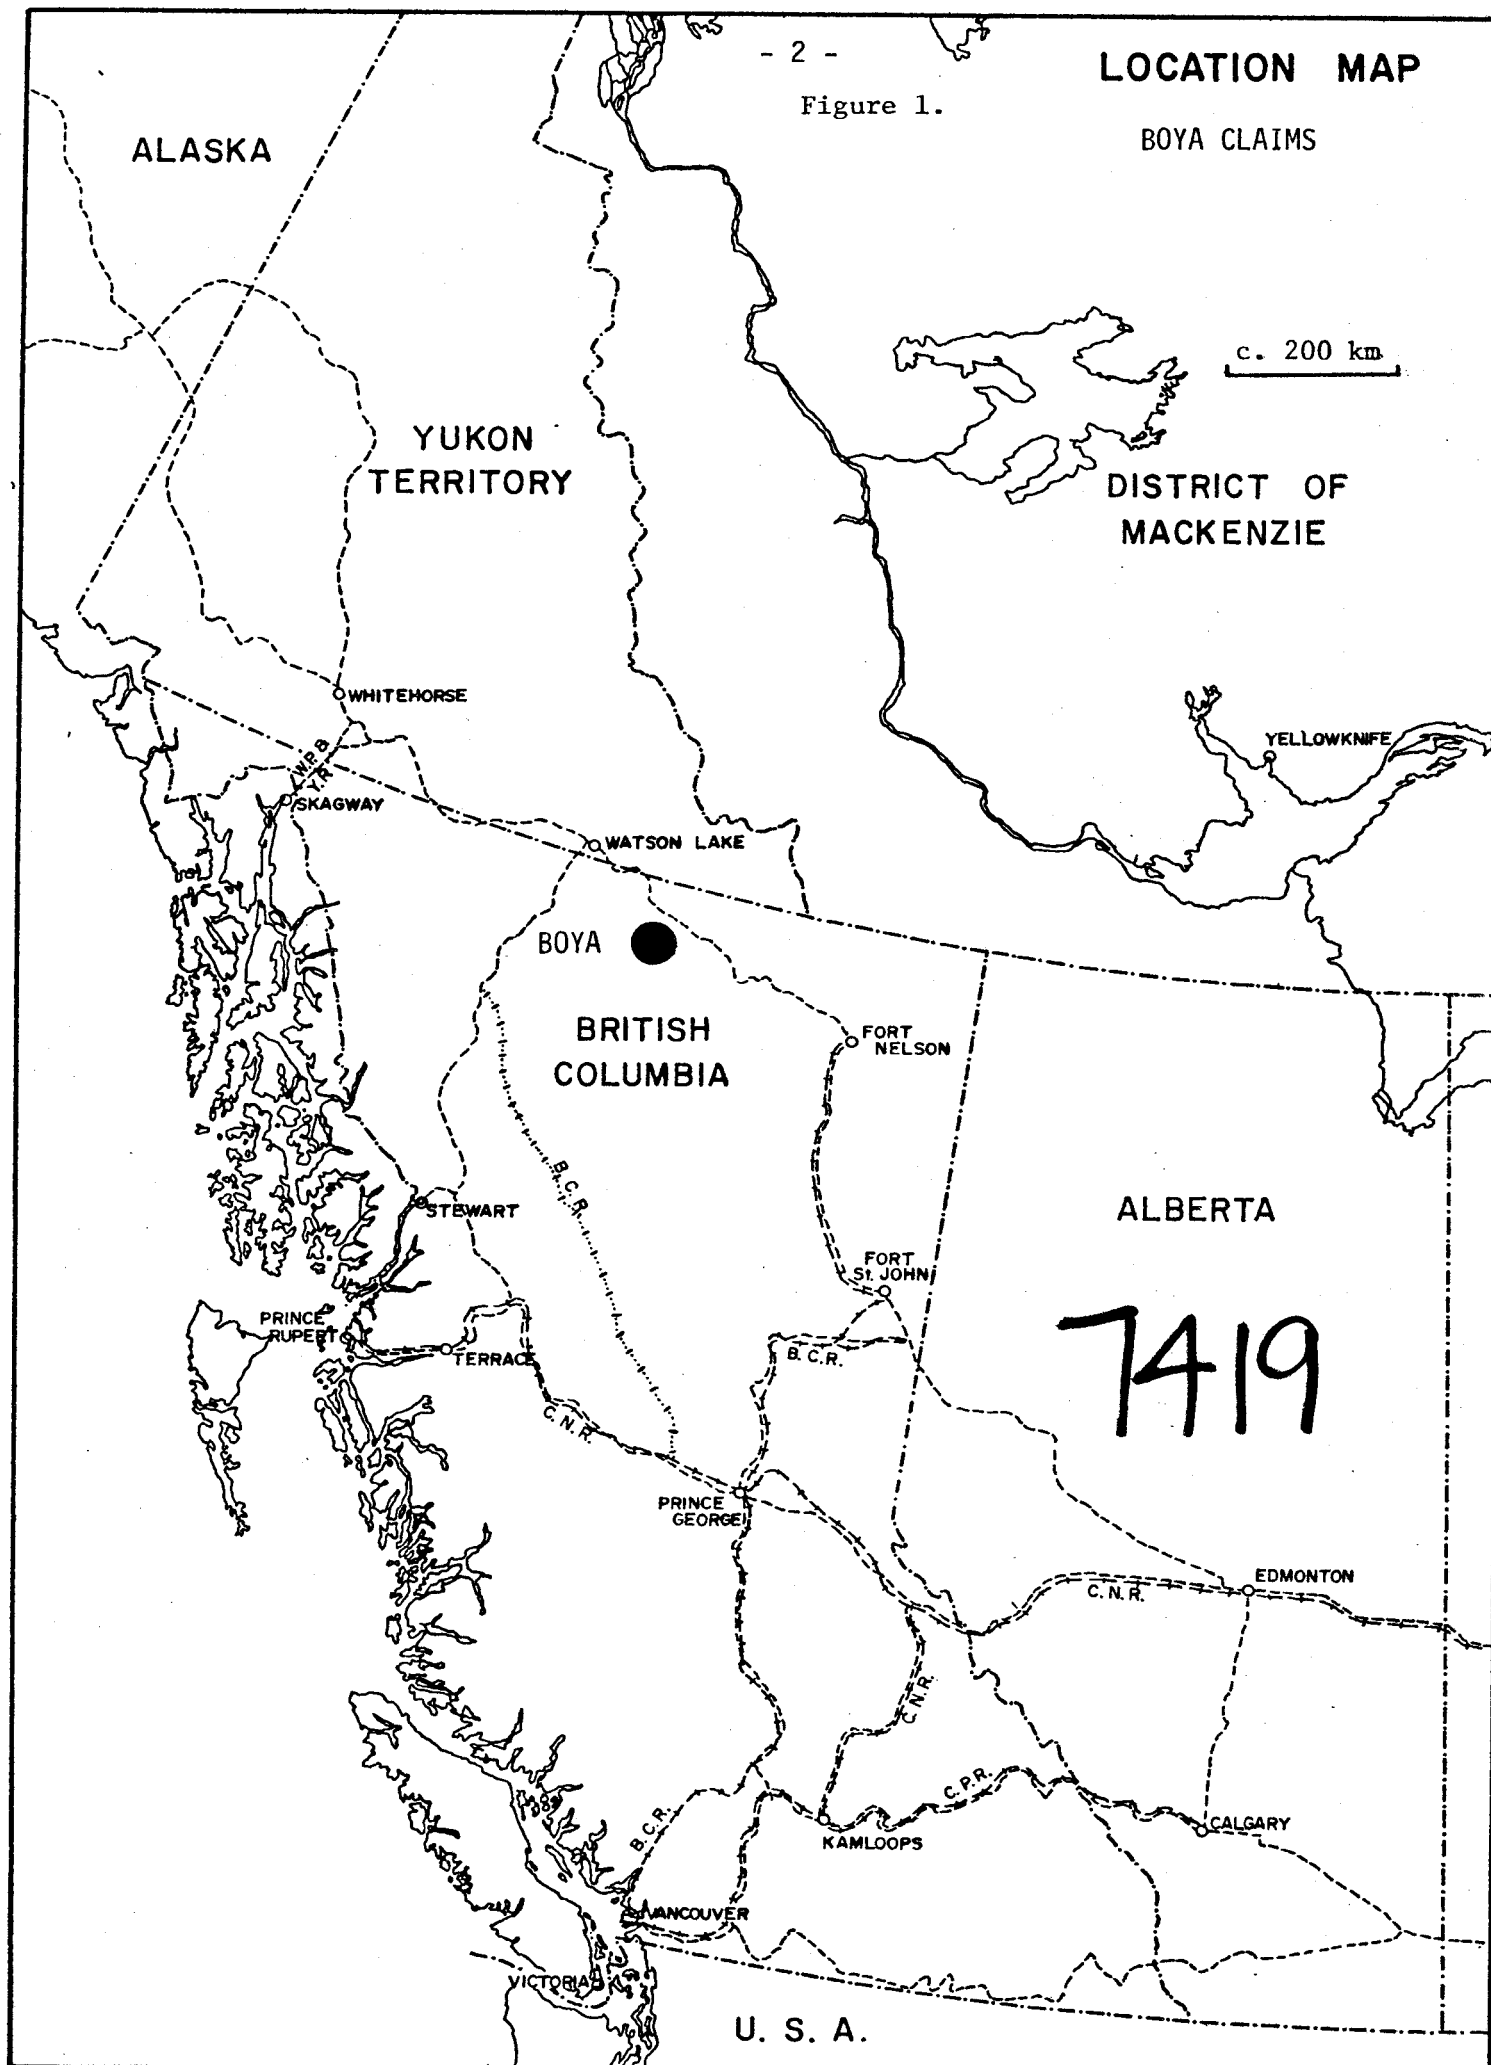 - 2 -
LOCATION MAP
Figure 1.
BOYA CLAIMS
ALASKA
c. 200 km
YUKON
TERRITORY
DISTRICT OF
MACKENZIE
WHITEHORSE
YELLOWKNIFE
W.P. &
Y.R.
SKAGWAY
WATSON LAKE
BOYA
BRITISH
COLUMBIA
FORT
NELSON
B.C.R.
STEWART
ALBERTA
FORT
St. JOHN
7419
PRINCE
RUPERT
TERRACE
B.C.R.
C.N.R.
PRINCE
GEORGE
EDMONTON
C.N.R.
C.N.R.
C.P.R.
B.C.R.
KAMLOOPS
CALGARY
VANCOUVER
VICTORIA
U. S. A.